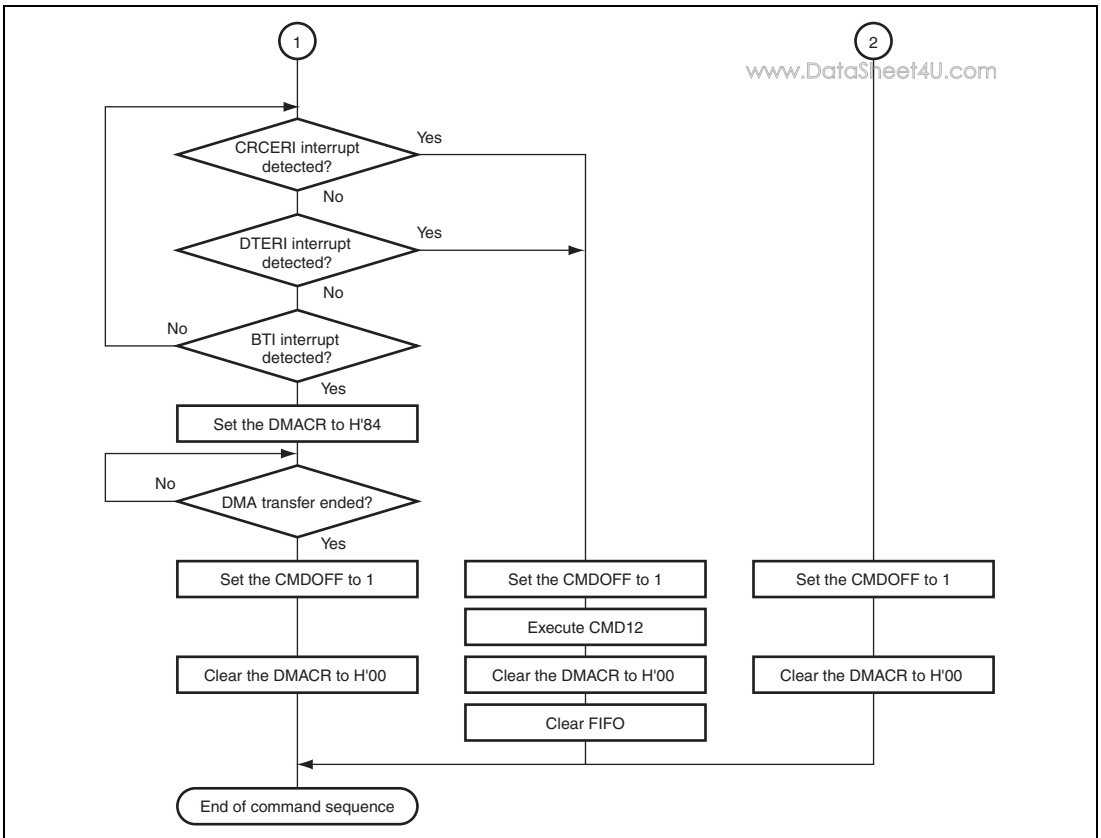 1
2
www.DataSheet4U.com
CRCERI interrupt
detected?
Yes
No
DTERI interrupt
detected?
Yes
No
No
BTI interrupt
detected?
Yes
Set the DMACR to H'84
No
DMA transfer ended?
Yes
Set the CMDOFF to 1
Set the CMDOFF to 1
Set the CMDOFF to 1
Execute CMD12
Clear the DMACR to H'00
Clear the DMACR to H'00
Clear the DMACR to H'00
Clear FIFO
End of command sequence